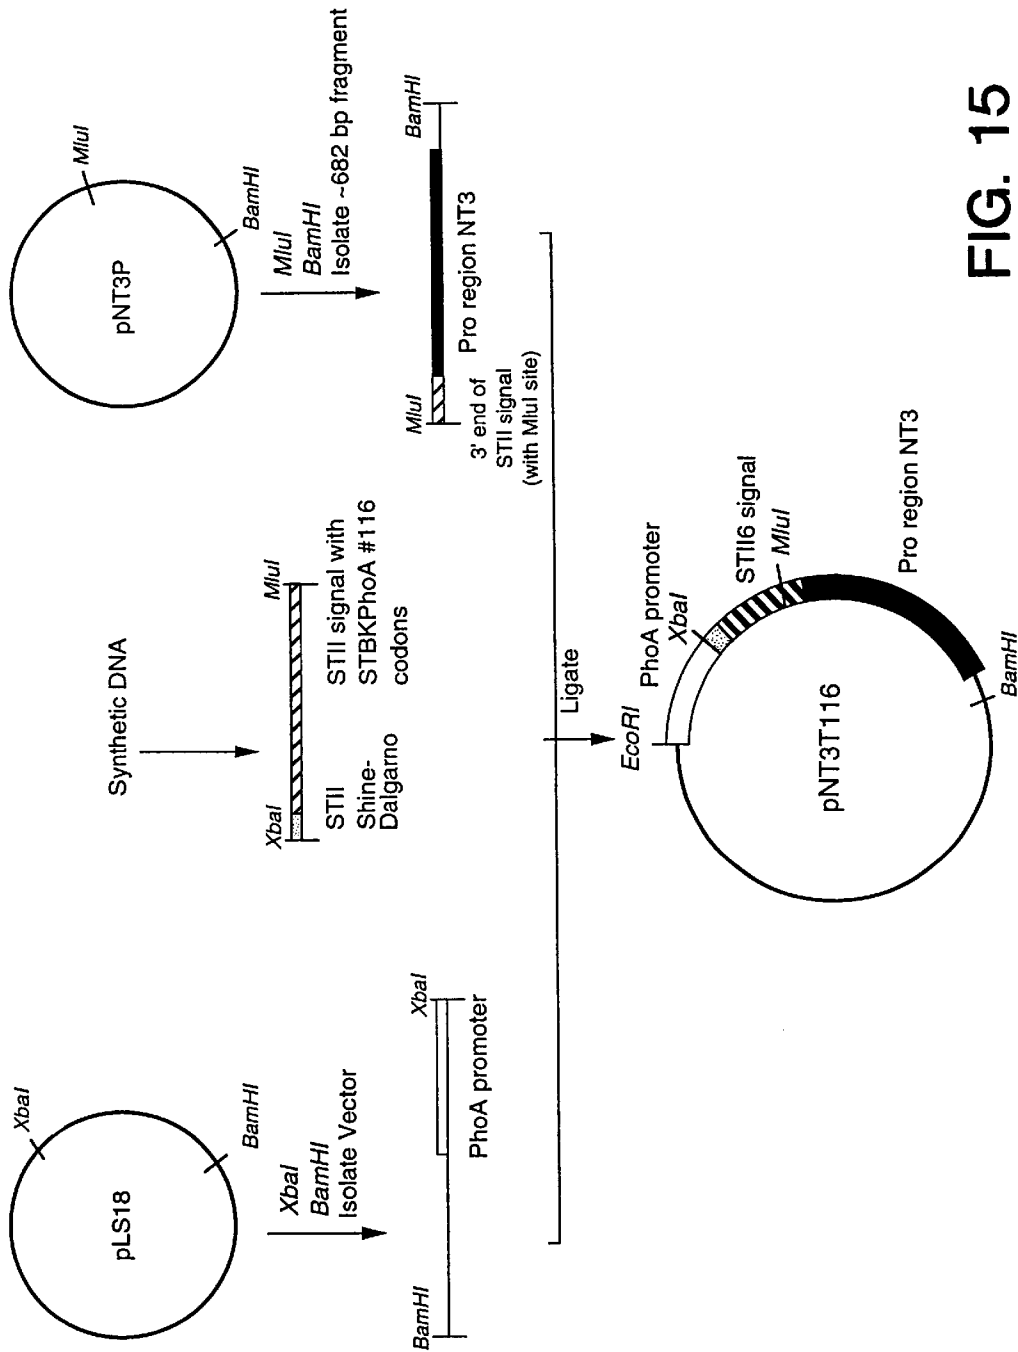 pLS18
XbaI
BamHI
XbaI
BamHI
Isolate Vector
BamHI
XbaI
PhoA promoter
Synthetic DNA
XbaI
MluI
STII
Shine-
Dalgarno
STII signal with
STBKPhoA #116
codons
pNT3P
MluI
BamHI
MluI
BamHI
Isolate ~682 bp fragment
MluI
BamHI
3' end of
STII signal
(with MluI site)
Pro region NT3
Ligate
EcoRI
PhoA promoter
XbaI
STII6 signal
MluI
Pro region NT3
BamHI
pNT3T116
FIG. 15